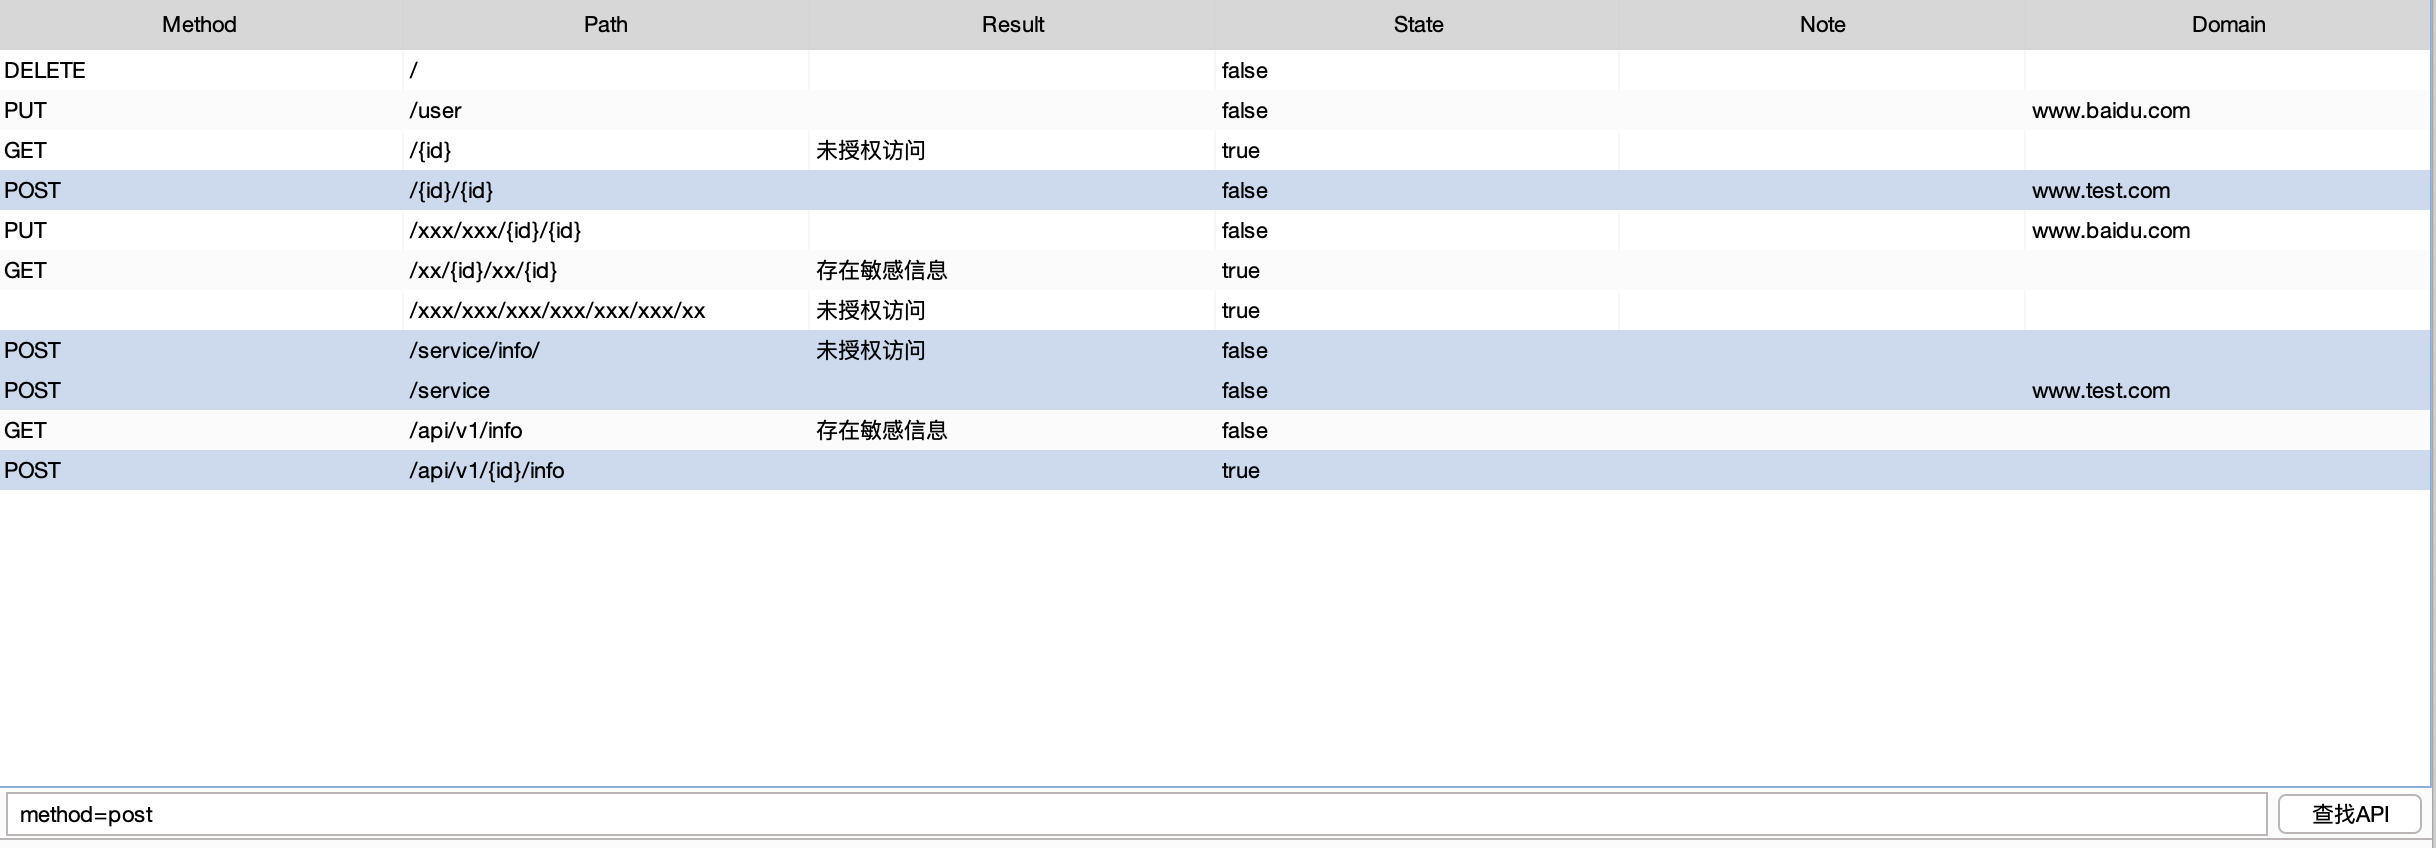 Method Path Result State Note Domain
DELETE / false
PUT /user false www.baidu.com
GET /{id} 未授权访问 true
POST /{id}/{id} false www.test.com
PUT /xxx/xxx/{id}/{id} false www.baidu.com
GET /xx/{id}/xx/{id} 存在敏感信息 true
/xxx/xxx/xxx/xxx/xxx/xxx/xx 未授权访问 true
POST /service/info/ 未授权访问 false
POST /service false www.test.com
GET /api/v1/info 存在敏感信息 false
POST /api/v1/{id}/info true
method=post 查找API